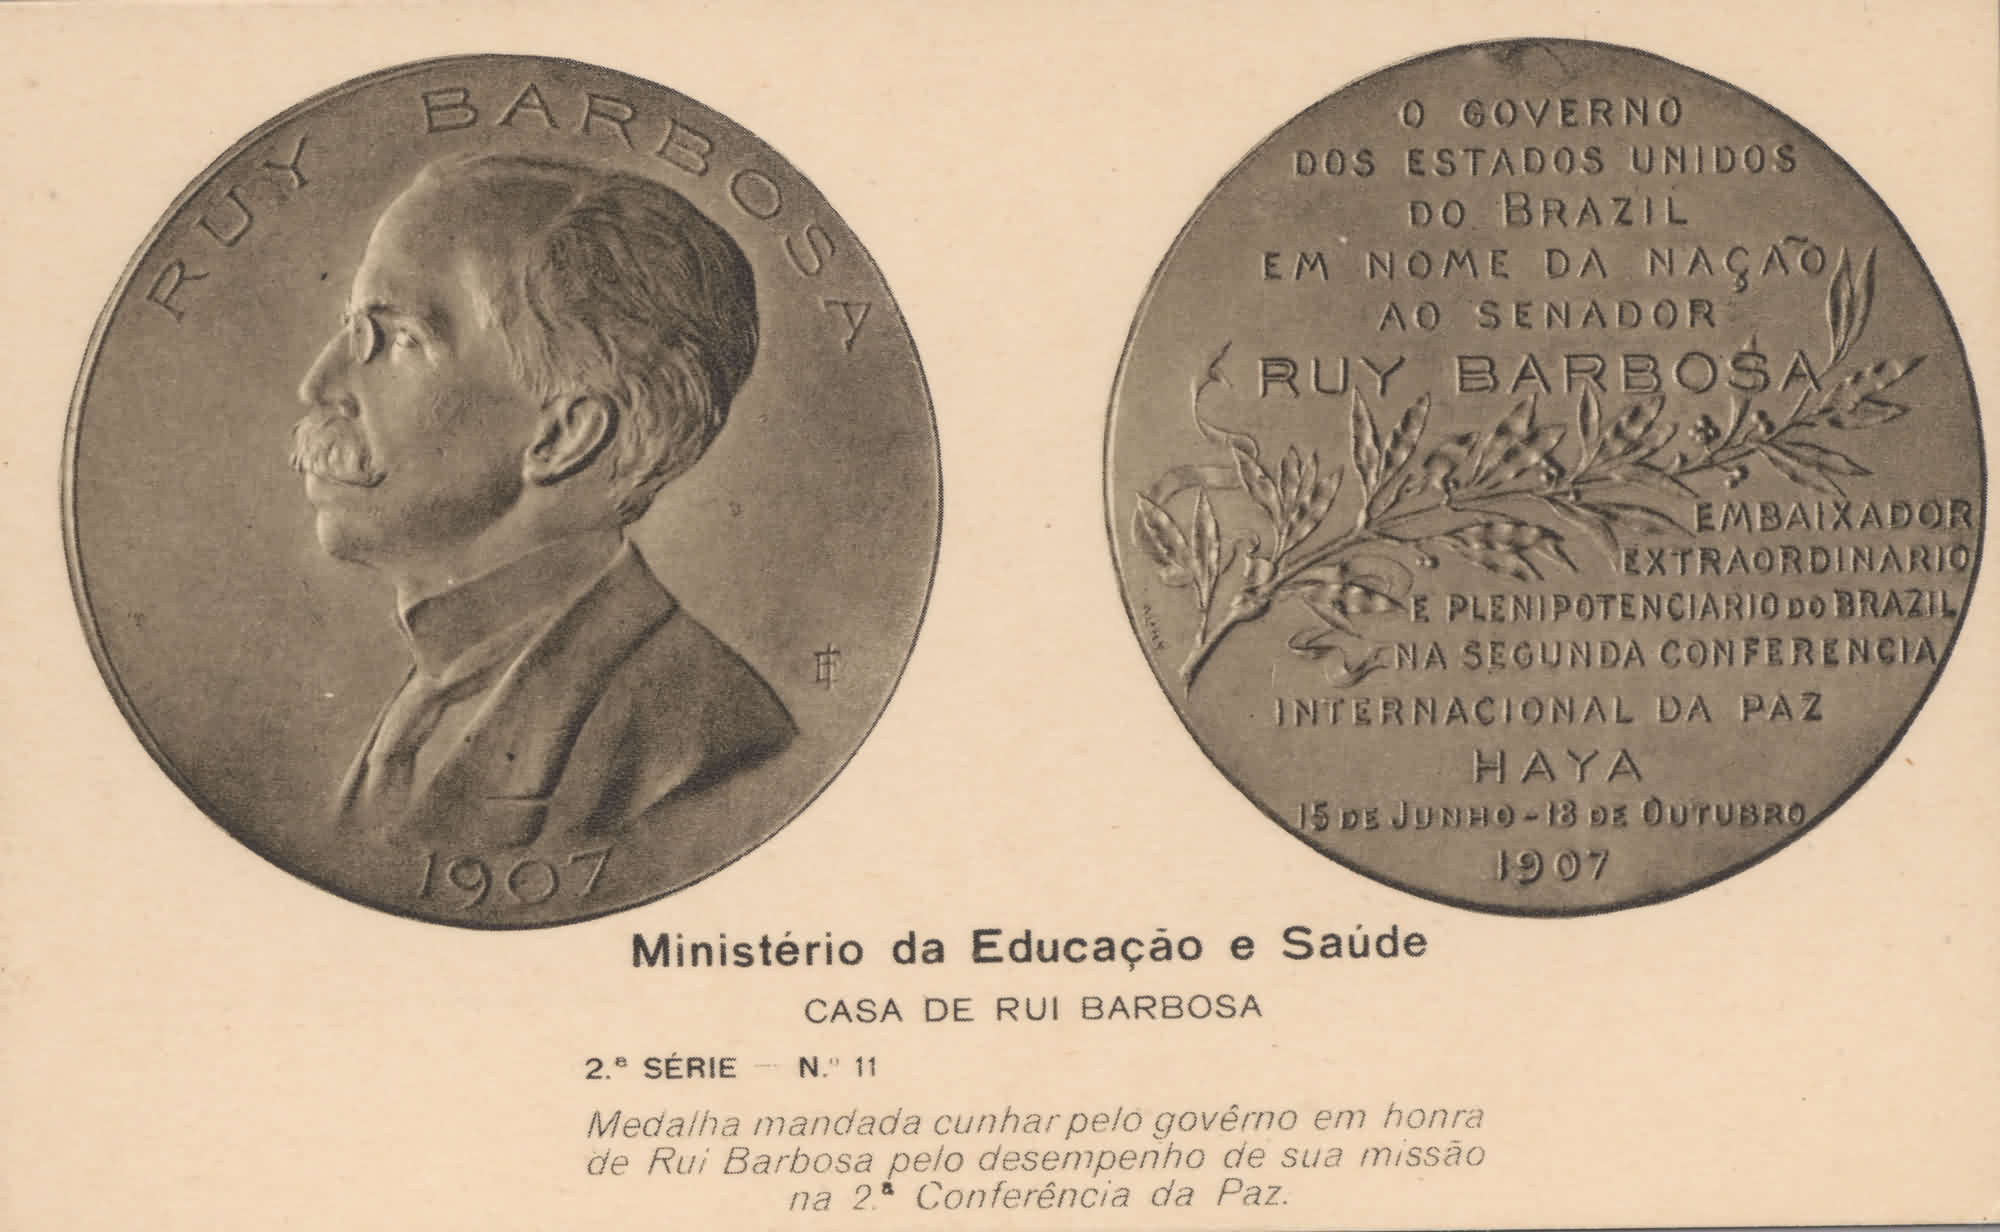 RUY BARBOSA
1907
O GOVERNO
DOS ESTADOS UNIDOS
DO BRAZIL
EM NOME DA NAÇÃO
AO SENADOR
RUY BARBOSA
EMBAIXADOR
EXTRAORDINARIO
E PLENIPOTENCIARIO DO BRAZIL
NA SEGUNDA CONFERENCIA
INTERNACIONAL DA PAZ
HAYA
15 DE JUNHO - 18 DE OUTUBRO
1907
Ministério da Educação e Saúde
CASA DE RUI BARBOSA
2.ª SÉRIE — N.º 11
Medalha mandada cunhar pelo govêrno em honra
de Rui Barbosa pelo desempenho de sua missão
na 2.ª Conferência da Paz.